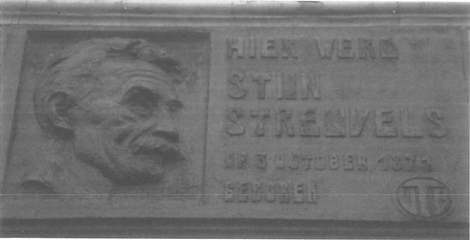 HIER WERD
STIJN
STREUVELS
OP 3 OCTOBER 1871
GEBOREN